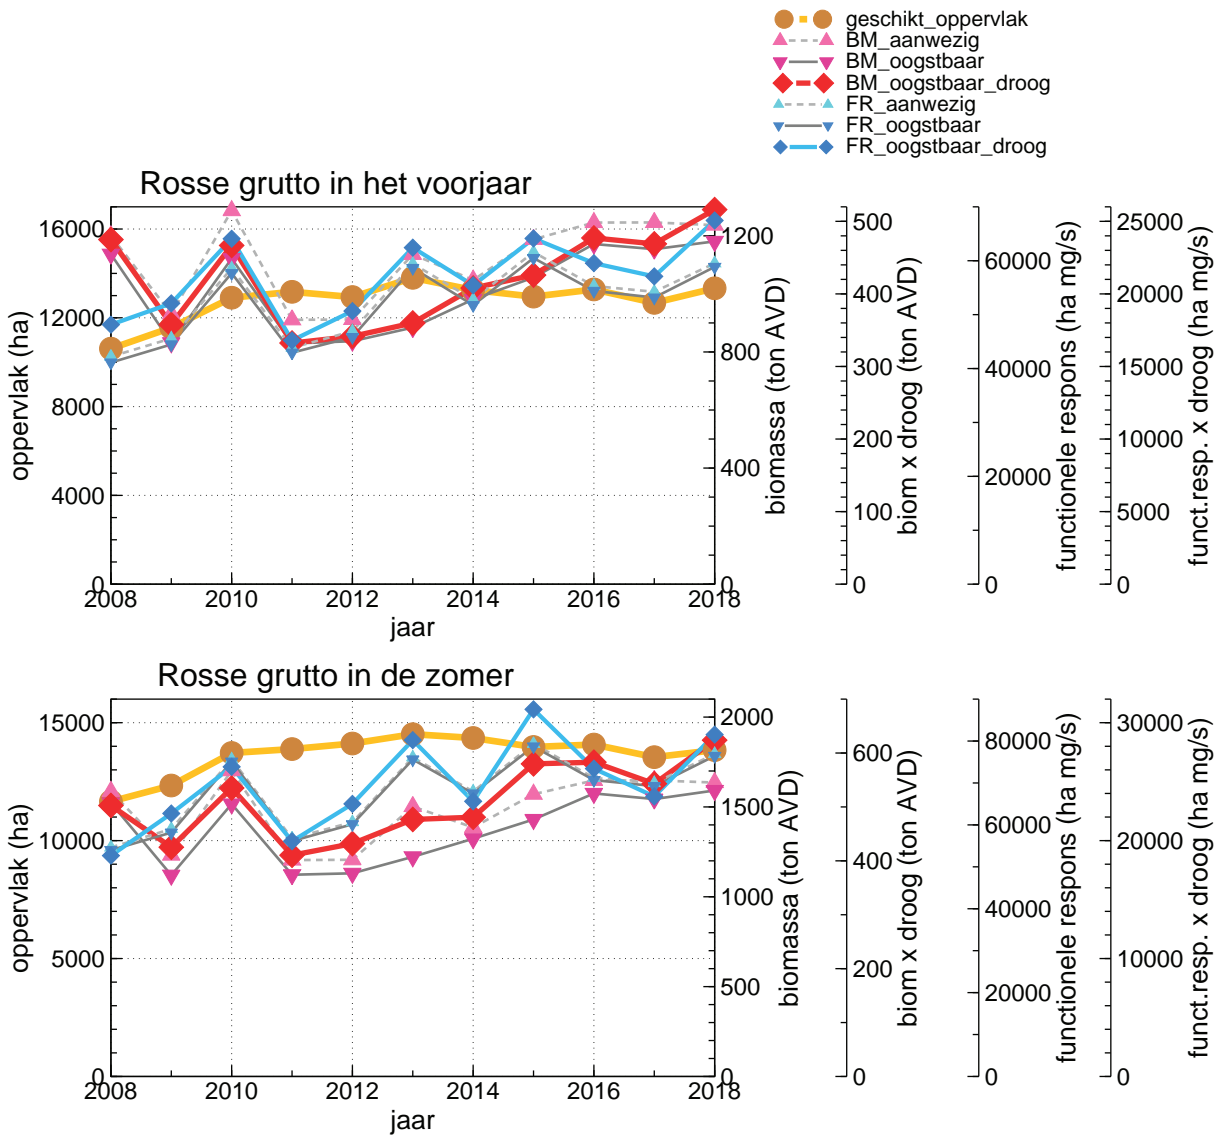 geschikt_oppervlak
BM_aanwezig
BM_oogstbaar
BM_oogstbaar_droog
FR_aanwezig
FR_oogstbaar
FR_oogstbaar_droog
Rosse grutto in het voorjaar
16000
12000
8000
4000
0
oppervlak (ha)
2008 2010 2012 2014 2016 2018
jaar
1200
800
400
0
biomassa (ton AVD)
500
400
300
200
100
0
biom x droog (ton AVD)
60000
40000
20000
0
functionele respons (ha mg/s)
25000
20000
15000
10000
5000
0
funct.resp. x droog (ha mg/s)
Rosse grutto in de zomer
15000
10000
5000
0
oppervlak (ha)
2008 2010 2012 2014 2016 2018
jaar
2000
1500
1000
500
0
biomassa (ton AVD)
600
400
200
0
biom x droog (ton AVD)
80000
60000
40000
20000
0
functionele respons (ha mg/s)
30000
20000
10000
0
funct.resp. x droog (ha mg/s)